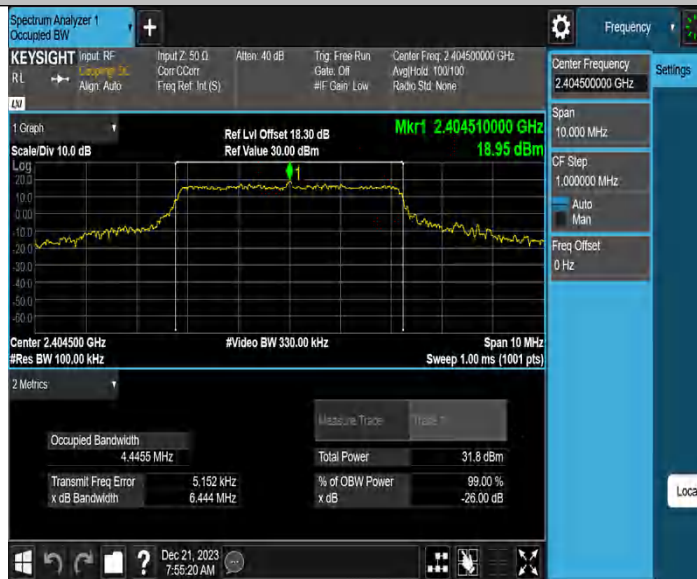 Spectrum Analyzer 1
Occupied BW
Frequency
KEYSIGHT
Input: RF
Coupling: DC
Align: Auto
RL
Input Z: 50 Ω
Corr CCorr
Freq Ref: Int (S)
Atten: 40 dB
Trig: Free Run
Gate: Off
#IF Gain: Low
Center Freq: 2.404500000 GHz
Avg|Hold: 100/100
Radio Std: None
LXI
Center Frequency
2.404500000 GHz
Settings
Span
10.000 MHz
CF Step
1.000000 MHz
Auto
Man
Freq Offset
0 Hz
1 Graph
Scale/Div 10.0 dB
Ref Lvl Offset 18.30 dB
Ref Value 30.00 dBm
Mkr1 2.404510000 GHz
18.95 dBm
Log
20.0
10.0
0.00
-10.0
-20.0
-30.0
-40.0
-50.0
-60.0
1
Center 2.404500 GHz
#Video BW 330.00 kHz
Span 10 MHz
#Res BW 100.00 kHz
Sweep 1.00 ms (1001 pts)
2 Metrics
Measure Trace
Trace 1
Occupied Bandwidth
4.4455 MHz
Total Power
31.8 dBm
Transmit Freq Error
5.152 kHz
% of OBW Power
99.00 %
x dB Bandwidth
6.444 MHz
x dB
-26.00 dB
Loca
?
Dec 21, 2023
7:55:20 AM